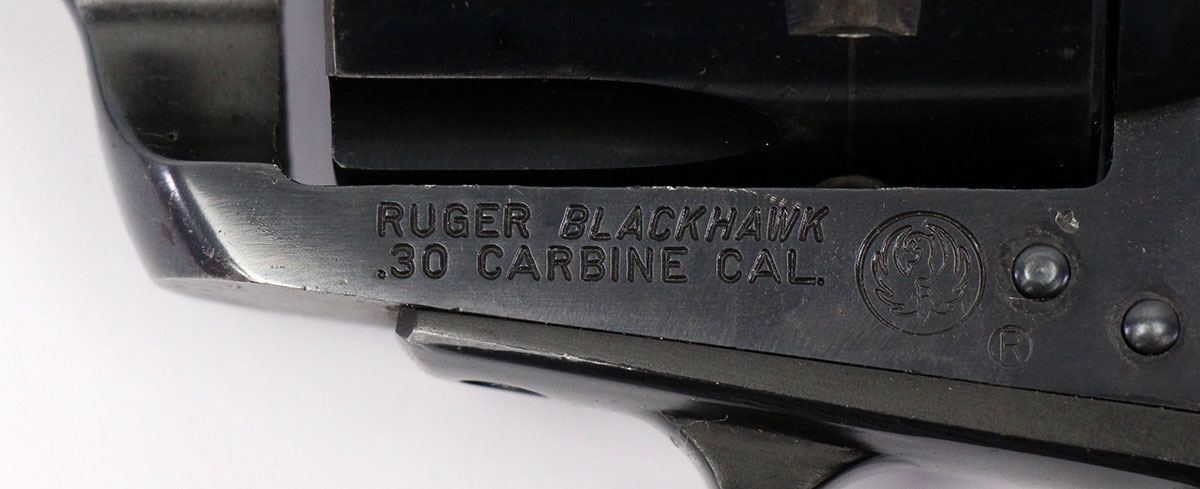 RUGER BLACKHAWK
.30 CARBINE CAL.
®